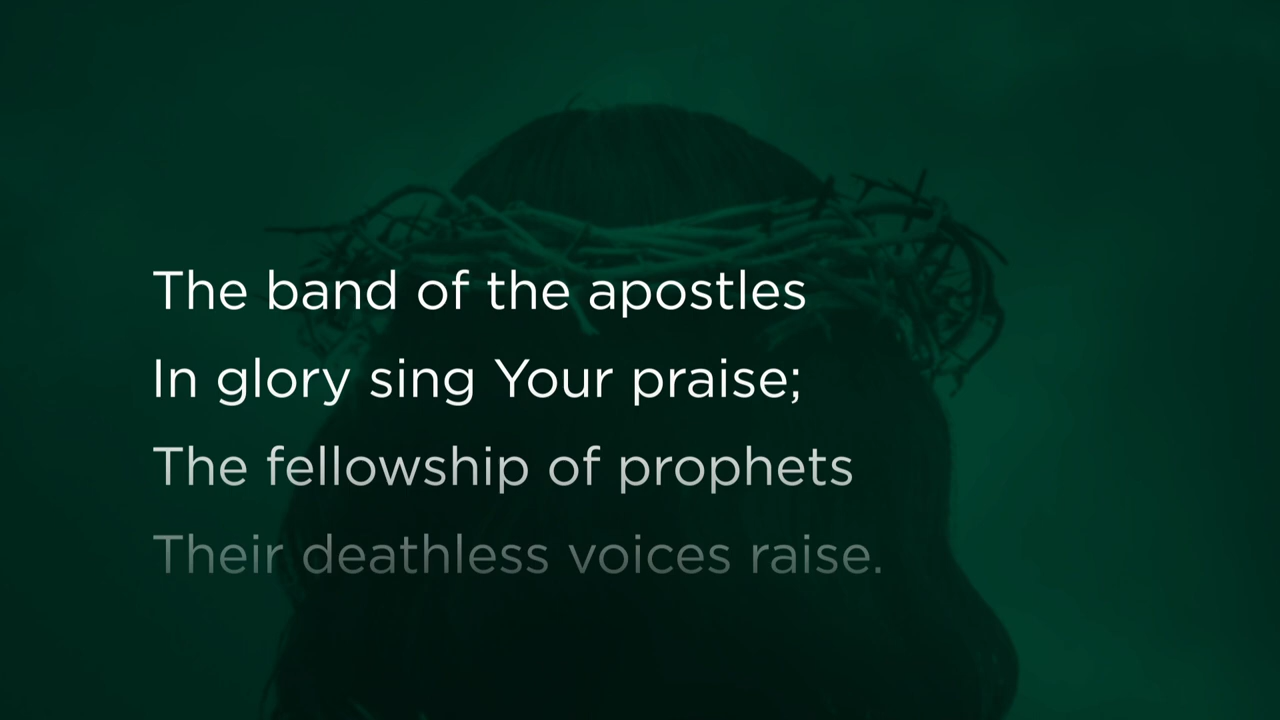 The band of the apostles
In glory sing Your praise;
The fellowship of prophets
Their deathless voices raise.